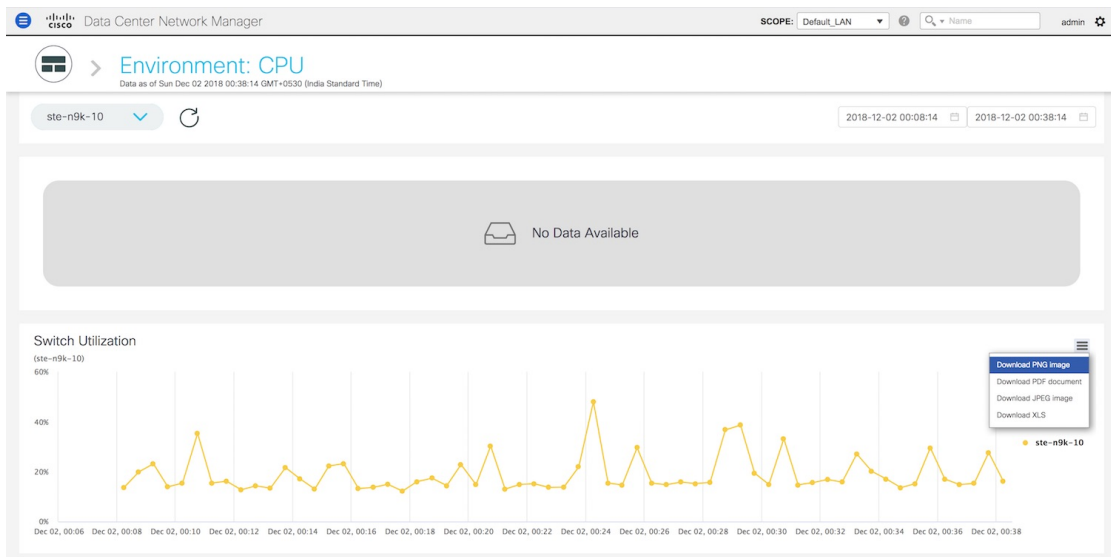 cisco Data Center Network Manager SCOPE: Default_LAN Name admin
Environment: CPU
Data as of Sun Dec 02 2018 00:38:14 GMT+0530 (India Standard Time)
ste-n9k-10 2018-12-02 00:08:14 2018-12-02 00:38:14
No Data Available
Switch Utilization
(ste-n9k-10)
Download PNG image
Download PDF document
Download JPEG image
Download XLS
ste-n9k-10
60%
40%
20%
0%
Dec 02, 00:06 Dec 02, 00:08 Dec 02, 00:10 Dec 02, 00:12 Dec 02, 00:14 Dec 02, 00:16 Dec 02, 00:18 Dec 02, 00:20 Dec 02, 00:22 Dec 02, 00:24 Dec 02, 00:26 Dec 02, 00:28 Dec 02, 00:30 Dec 02, 00:32 Dec 02, 00:34 Dec 02, 00:36 Dec 02, 00:38